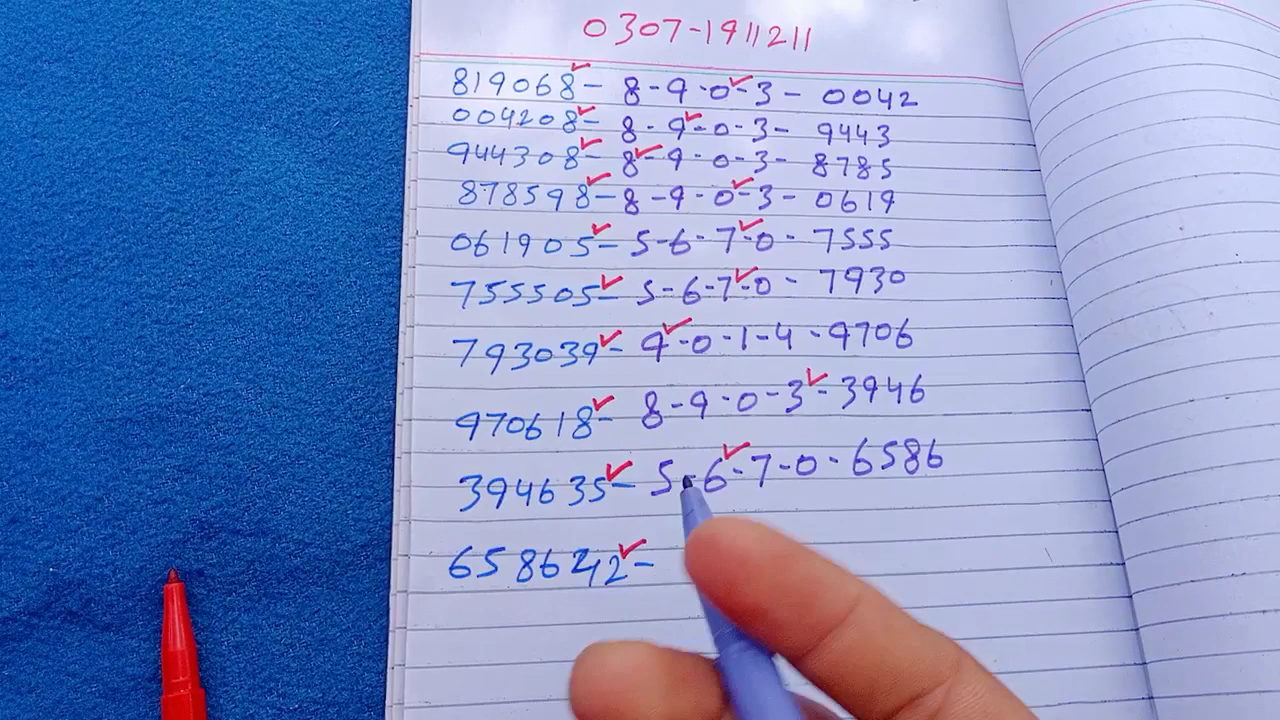 0307-1911211
819068- 8-9-0-3- 0042
004208- 8-9-0-3- 9443
944308- 8-9-0-3- 8785
878598- 8-9-0-3- 0619
061905- 5-6-7-0- 7555
755505- 5-6-7-0- 7930
793039- 9-0-1-4-9706
970618- 8-9-0-3-3946
394635- 5-6-7-0-6586
658642-